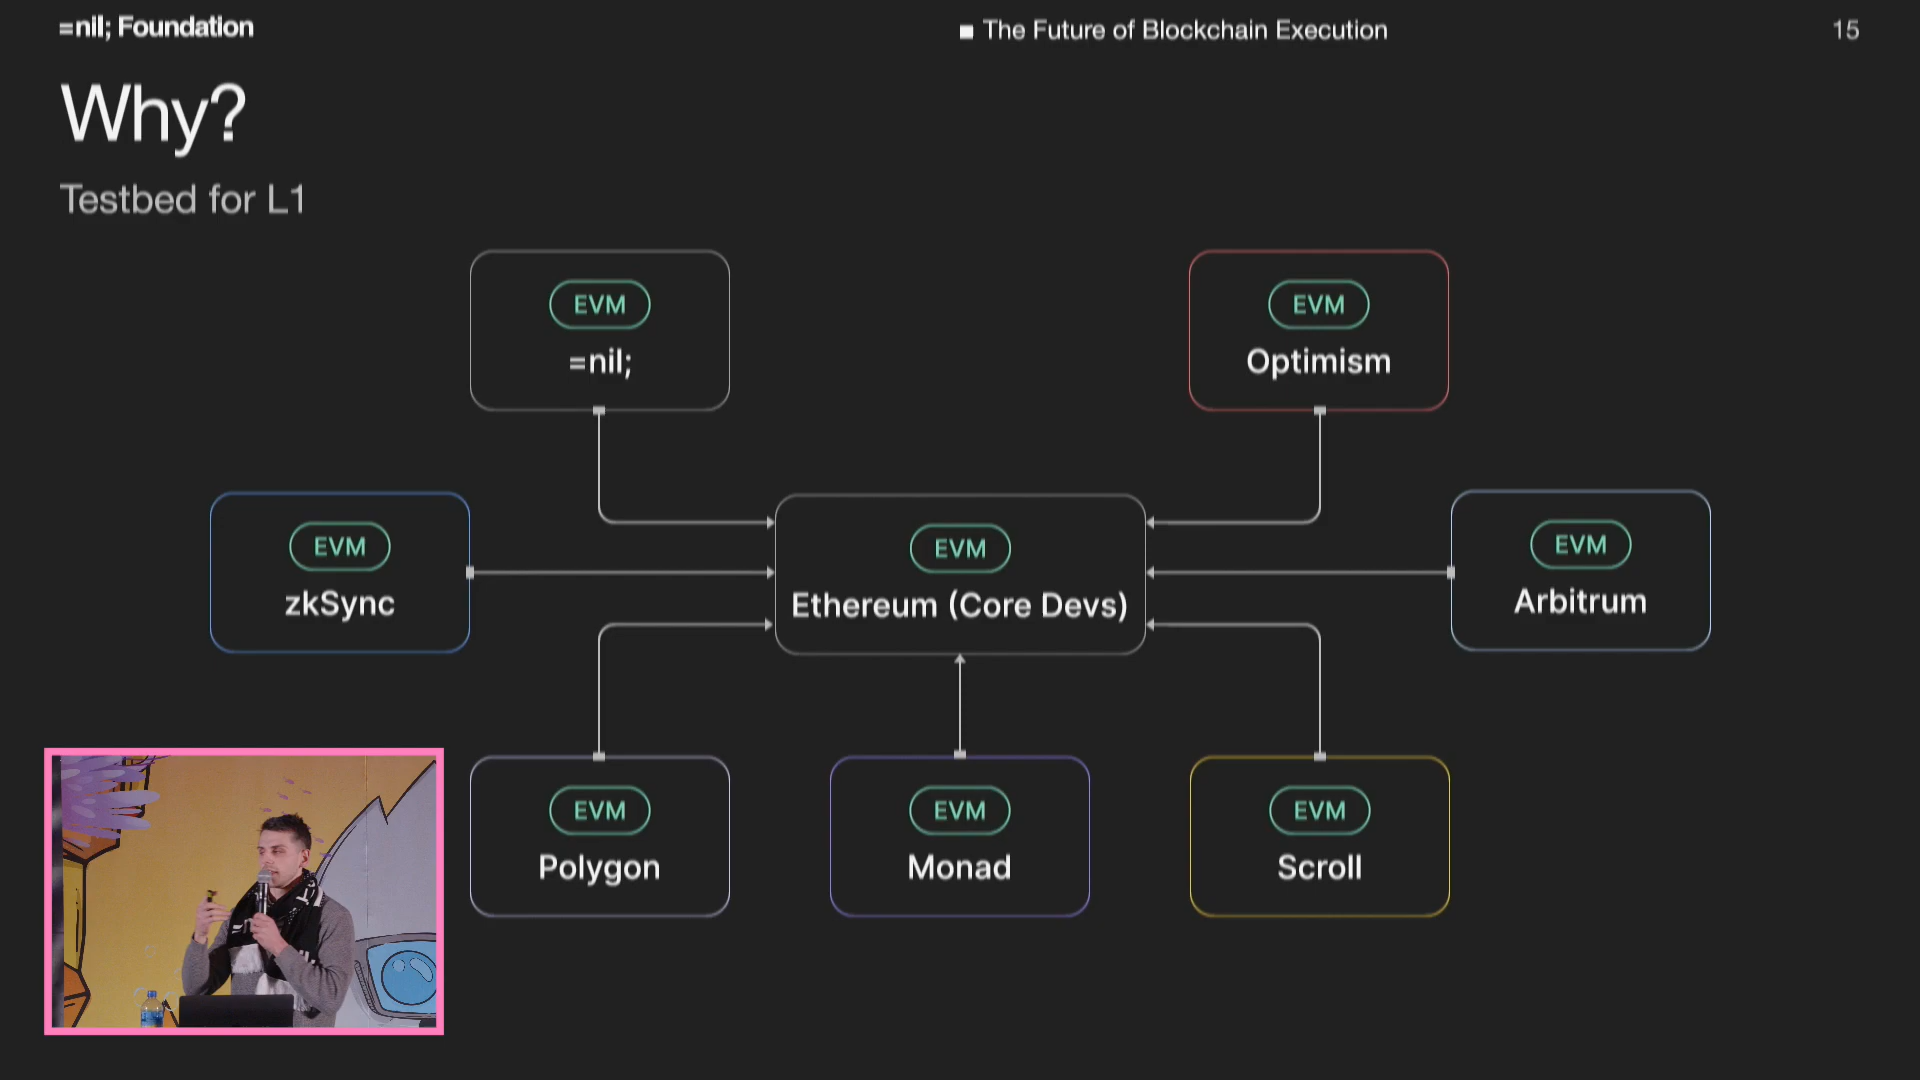 =nil; Foundation
The Future of Blockchain Execution
15
Why?
Testbed for L1
EVM
=nil;
EVM
Optimism
EVM
zkSync
EVM
Ethereum (Core Devs)
EVM
Arbitrum
EVM
Polygon
EVM
Monad
EVM
Scroll